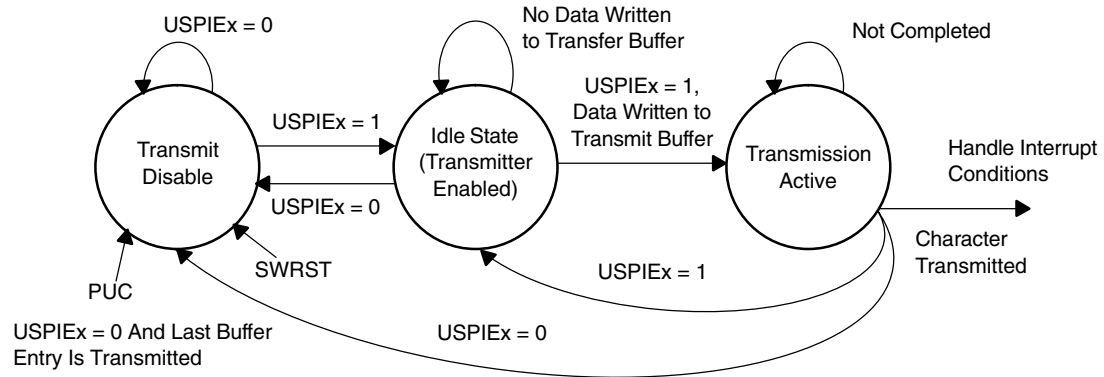 USPIEx = 0
No Data Written
to Transfer Buffer
Not Completed
USPIEx = 1,
Data Written to
Transmit Buffer
USPIEx = 1
Transmit
Disable
Idle State
(Transmitter
Enabled)
Transmission
Active
Handle Interrupt
Conditions
USPIEx = 0
SWRST
PUC
USPIEx = 1
Character
Transmitted
USPIEx = 0 And Last Buffer
Entry Is Transmitted
USPIEx = 0